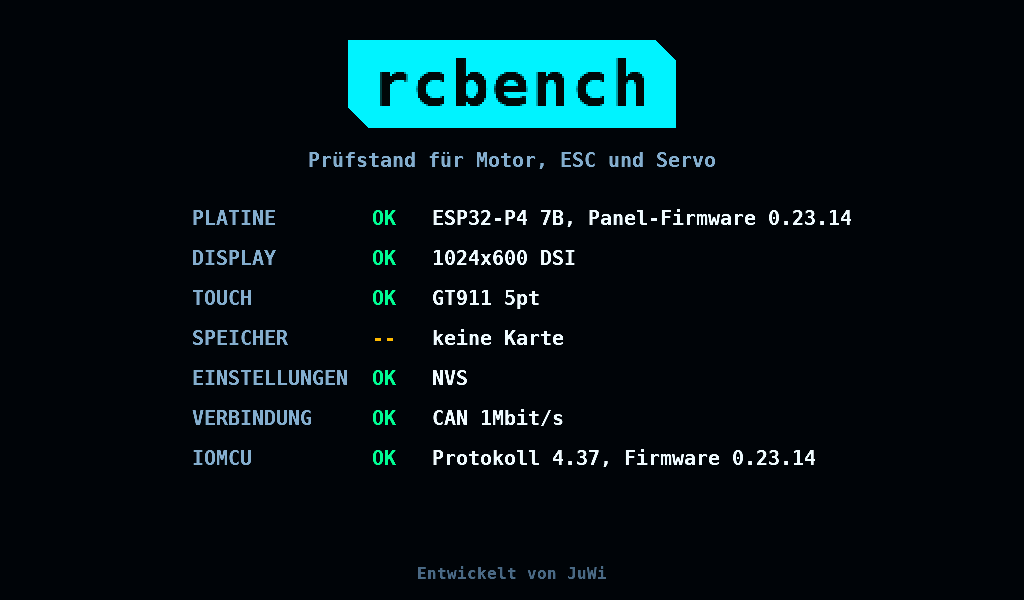 rcbench
Prüfstand für Motor, ESC und Servo
PLATINE OK ESP32-P4 7B, Panel-Firmware 0.23.14
DISPLAY OK 1024x600 DSI
TOUCH OK GT911 5pt
SPEICHER -- keine Karte
EINSTELLUNGEN OK NVS
VERBINDUNG OK CAN 1Mbit/s
IOMCU OK Protokoll 4.37, Firmware 0.23.14
Entwickelt von JuWi